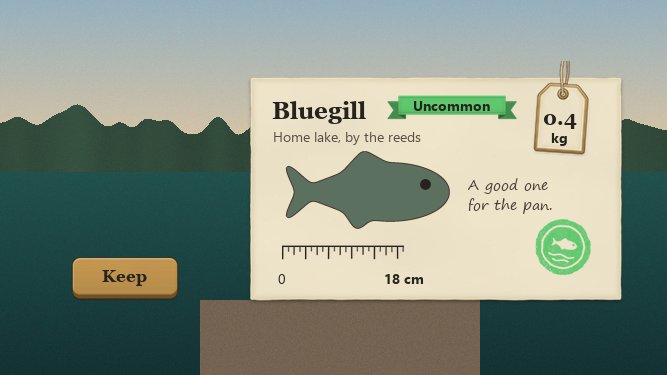 Bluegill
Uncommon
0.4
kg
Home lake, by the reeds
A good one
for the pan.
0
18 cm
Keep